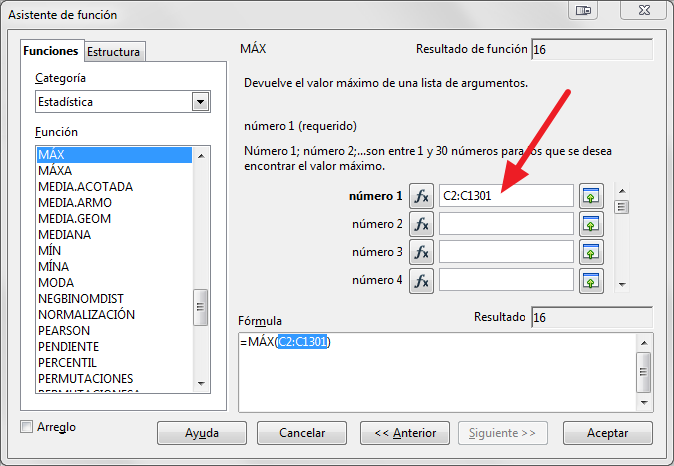 Asistente de función
Funciones
Estructura
Categoría
Estadística
Función
MÁX
MÁXA
MEDIA.ACOTADA
MEDIA.ARMO
MEDIA.GEOM
MEDIANA
MÍN
MÍNA
MODA
NEGBINOMDIST
NORMALIZACIÓN
PEARSON
PENDIENTE
PERCENTIL
PERMUTACIONES
PERMUTACIONESA
MÁX
Resultado de función 16
Devuelve el valor máximo de una lista de argumentos.
número 1 (requerido)
Número 1; número 2;...son entre 1 y 30 números para los que se desea
encontrar el valor máximo.
número 1 fx C2:C1301
número 2 fx
número 3 fx
número 4 fx
Fórmula
Resultado 16
=MÁX(C2:C1301)
Arreglo
Ayuda
Cancelar
<< Anterior
Siguiente >>
Aceptar